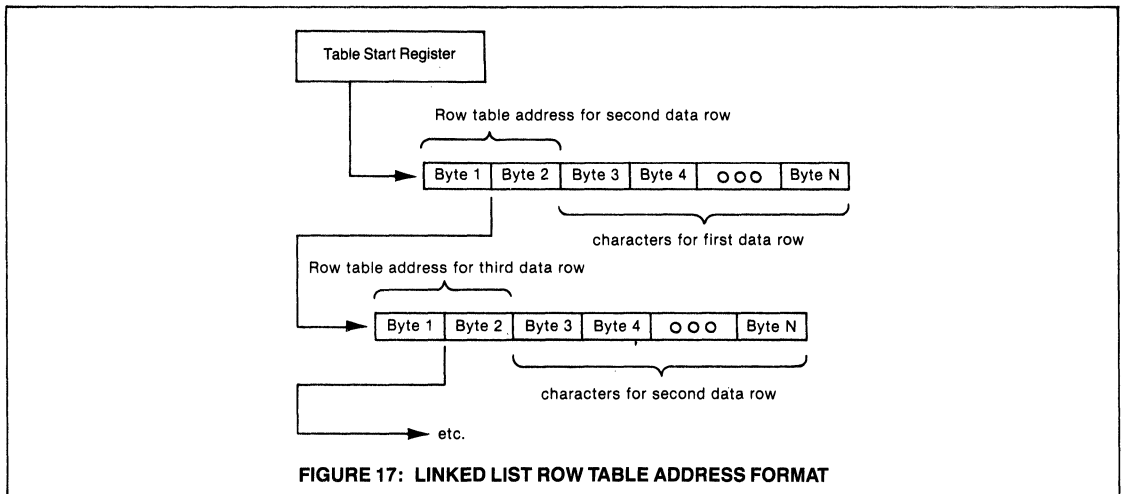 Table Start Register
Row table address for second data row
Byte 1 Byte 2 Byte 3 Byte 4 ooo Byte N
characters for first data row
Row table address for third data row
Byte 1 Byte 2 Byte 3 Byte 4 ooo Byte N
characters for second data row
etc.
FIGURE 17: LINKED LIST ROW TABLE ADDRESS FORMAT